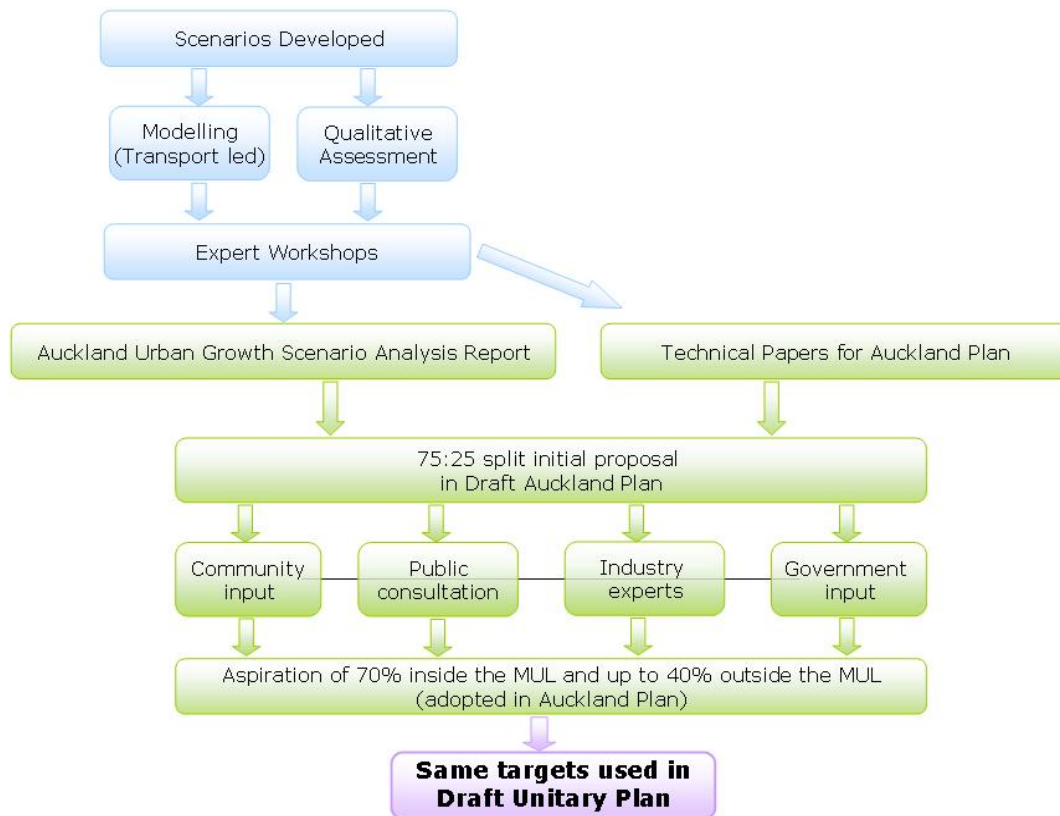 Scenarios Developed
Modelling
(Transport led)
Qualitative
Assessment
Expert Workshops
Auckland Urban Growth Scenario Analysis Report
Technical Papers for Auckland Plan
75:25 split initial proposal
in Draft Auckland Plan
Community
input
Public
consultation
Industry
experts
Government
input
Aspiration of 70% inside the MUL and up to 40% outside the MUL
(adopted in Auckland Plan)
Same targets used in
Draft Unitary Plan